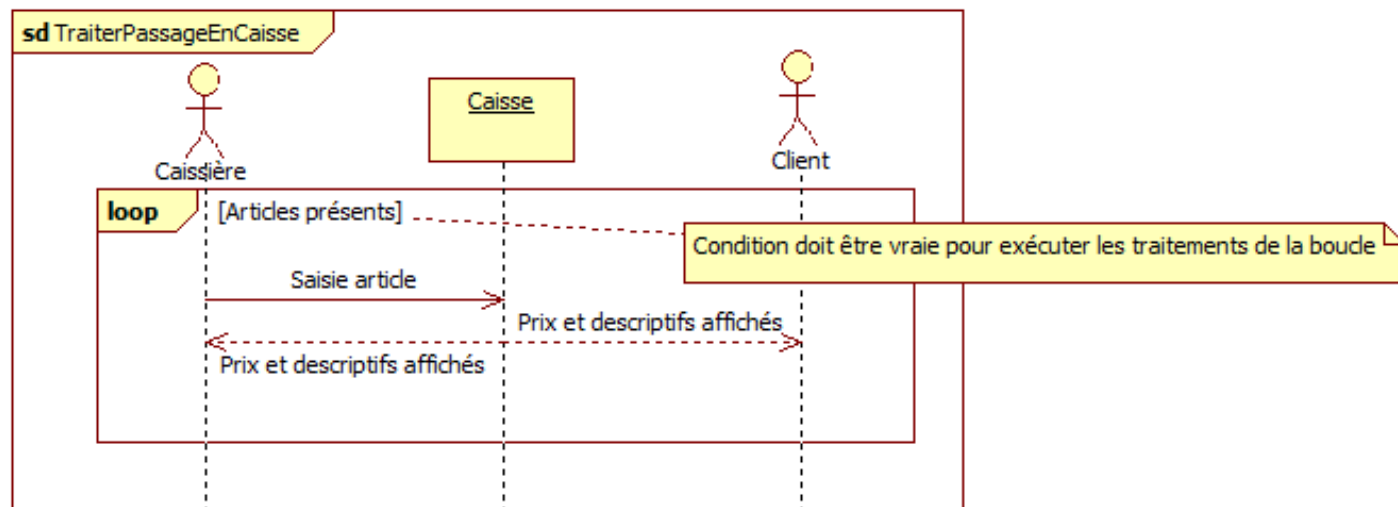 sd TraiterPassageEnCaisse
Caisse
Caissière
Client
loop
[Articles présents]
Condition doit être vraie pour exécuter les traitements de la boucle
Saisie article
Prix et descriptifs affichés
Prix et descriptifs affichés